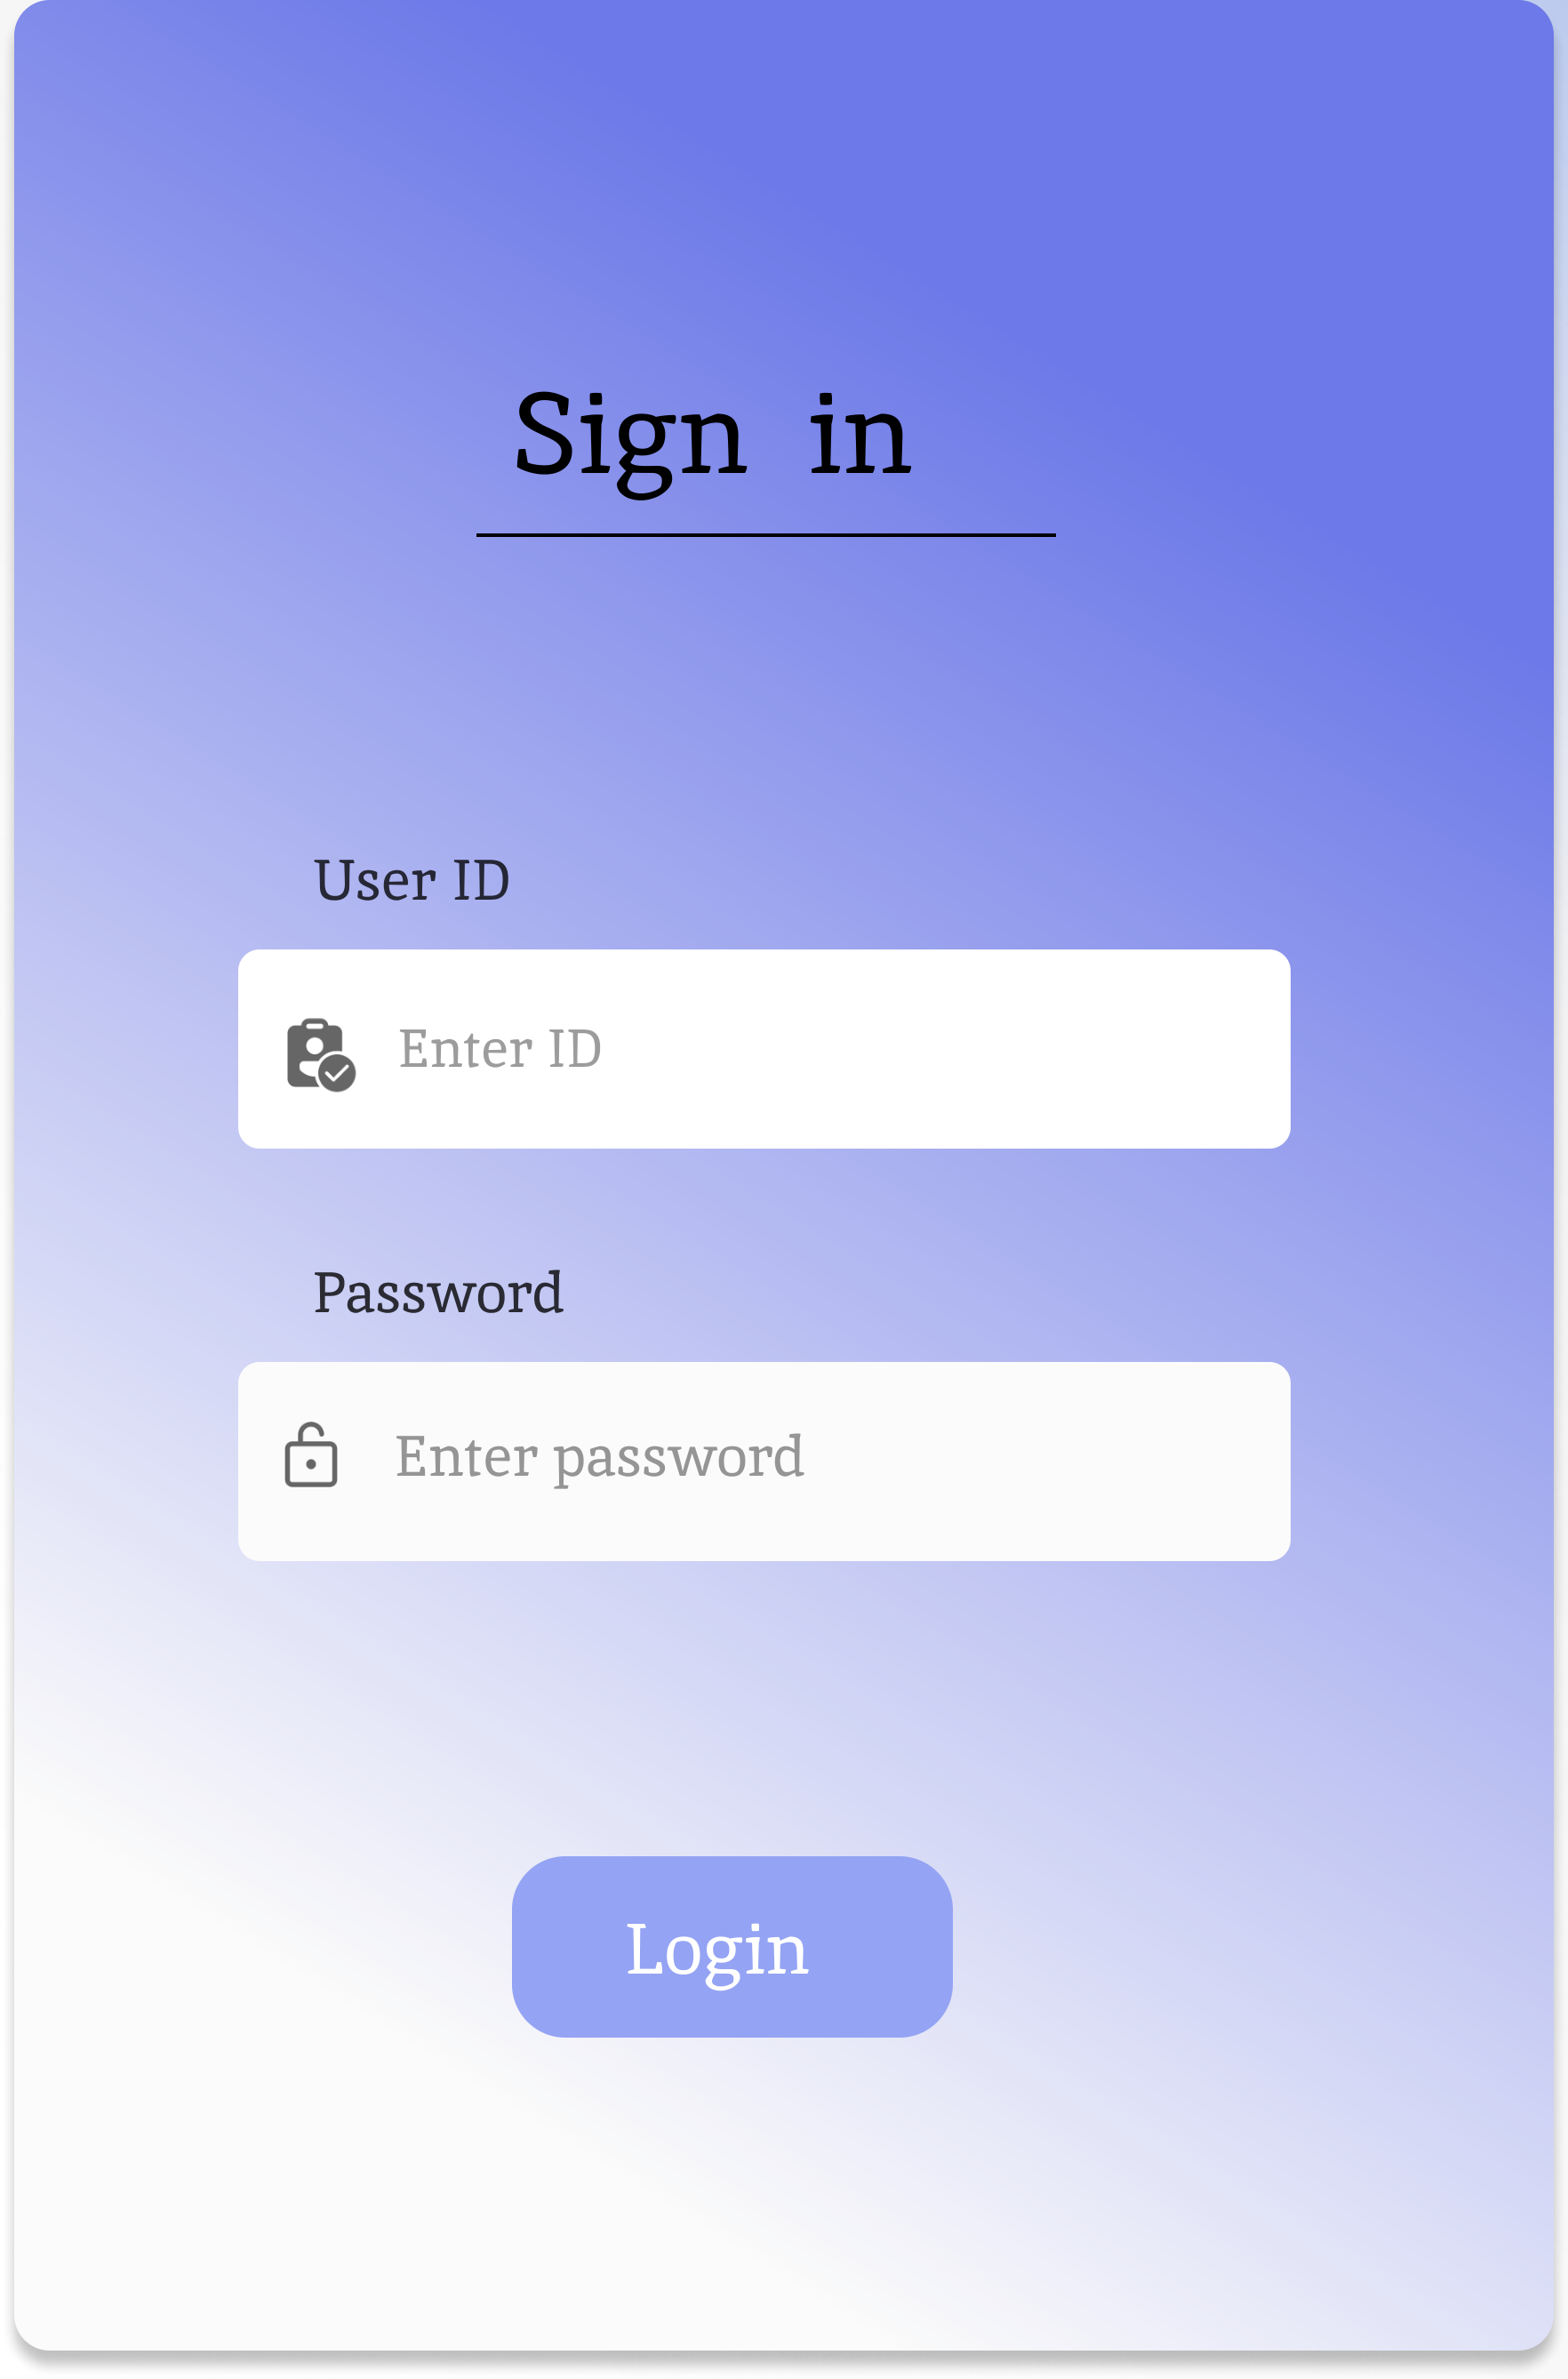 Sign in
User ID
Enter ID
Password
Enter password
Login